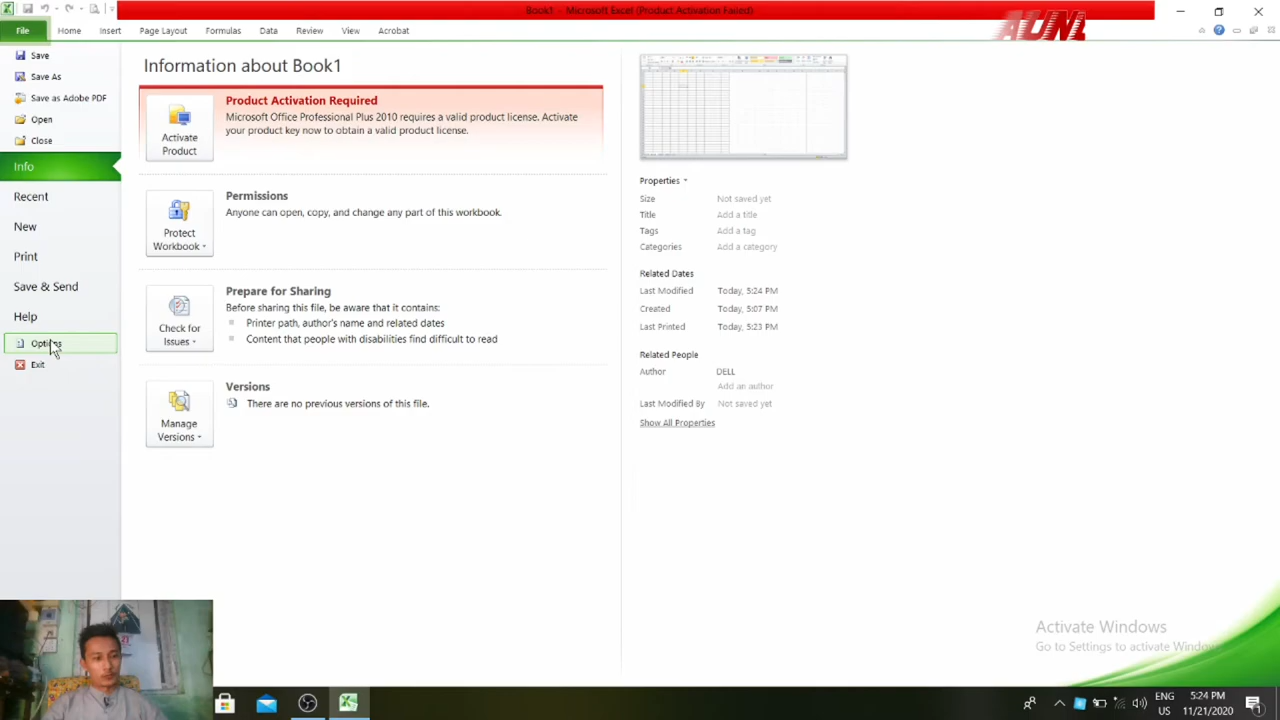 Book1 - Microsoft Excel (Product Activation Failed)
File Home Insert Page Layout Formulas Data Review View Acrobat
AUNL
Save
Save As
Save as Adobe PDF
Open
Close
Info
Recent
New
Print
Save & Send
Help
Options
Exit
Information about Book1
Activate
Product
Product Activation Required
Microsoft Office Professional Plus 2010 requires a valid product license. Activate
your product key now to obtain a valid product license.
Protect
Workbook
Permissions
Anyone can open, copy, and change any part of this workbook.
Check for
Issues
Prepare for Sharing
Before sharing this file, be aware that it contains:
Printer path, author's name and related dates
Content that people with disabilities find difficult to read
Manage
Versions
Versions
There are no previous versions of this file.
Properties
Size Not saved yet
Title Add a title
Tags Add a tag
Categories Add a category
Related Dates
Last Modified Today, 5:24 PM
Created Today, 5:07 PM
Last Printed Today, 5:23 PM
Related People
Author DELL
Add an author
Last Modified By Not saved yet
Show All Properties
Activate Windows
Go to Settings to activate Windows
ENG
US
5:24 PM
11/21/2020